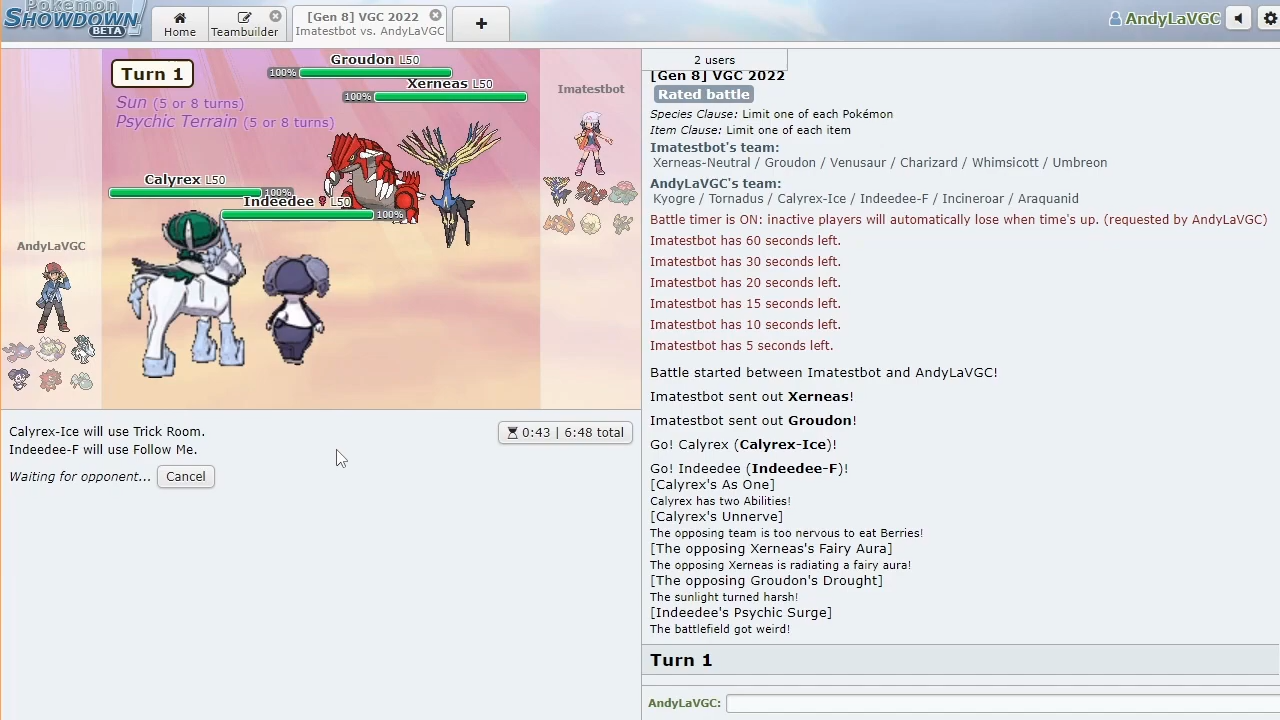 Pokémon
SHOWDOWN
BETA
Home
Teambuilder
[Gen 8] VGC 2022
Imatestbot vs. AndyLaVGC
+
AndyLaVGC
Turn 1
Sun (5 or 8 turns)
Psychic Terrain (5 or 8 turns)
Groudon L50
100%
Xerneas L50
100%
Calyrex L50
100%
Indeedee L50
100%
Imatestbot
AndyLaVGC
Calyrex-Ice will use Trick Room.
Indeedee-F will use Follow Me.
Waiting for opponent... Cancel
0:43 | 6:48 total
2 users
[Gen 8] VGC 2022
Rated battle
Species Clause: Limit one of each Pokémon
Item Clause: Limit one of each item
Imatestbot's team:
Xerneas-Neutral / Groudon / Venusaur / Charizard / Whimsicott / Umbreon
AndyLaVGC's team:
Kyogre / Tornadus / Calyrex-Ice / Indeedee-F / Incineroar / Araquanid
Battle timer is ON: inactive players will automatically lose when time's up. (requested by AndyLaVGC)
Imatestbot has 60 seconds left.
Imatestbot has 30 seconds left.
Imatestbot has 20 seconds left.
Imatestbot has 15 seconds left.
Imatestbot has 10 seconds left.
Imatestbot has 5 seconds left.
Battle started between Imatestbot and AndyLaVGC!
Imatestbot sent out Xerneas!
Imatestbot sent out Groudon!
Go! Calyrex (Calyrex-Ice)!
Go! Indeedee (Indeedee-F)!
[Calyrex's As One]
Calyrex has two Abilities!
[Calyrex's Unnerve]
The opposing team is too nervous to eat Berries!
[The opposing Xerneas's Fairy Aura]
The opposing Xerneas is radiating a fairy aura!
[The opposing Groudon's Drought]
The sunlight turned harsh!
[Indeedee's Psychic Surge]
The battlefield got weird!
Turn 1
AndyLaVGC: